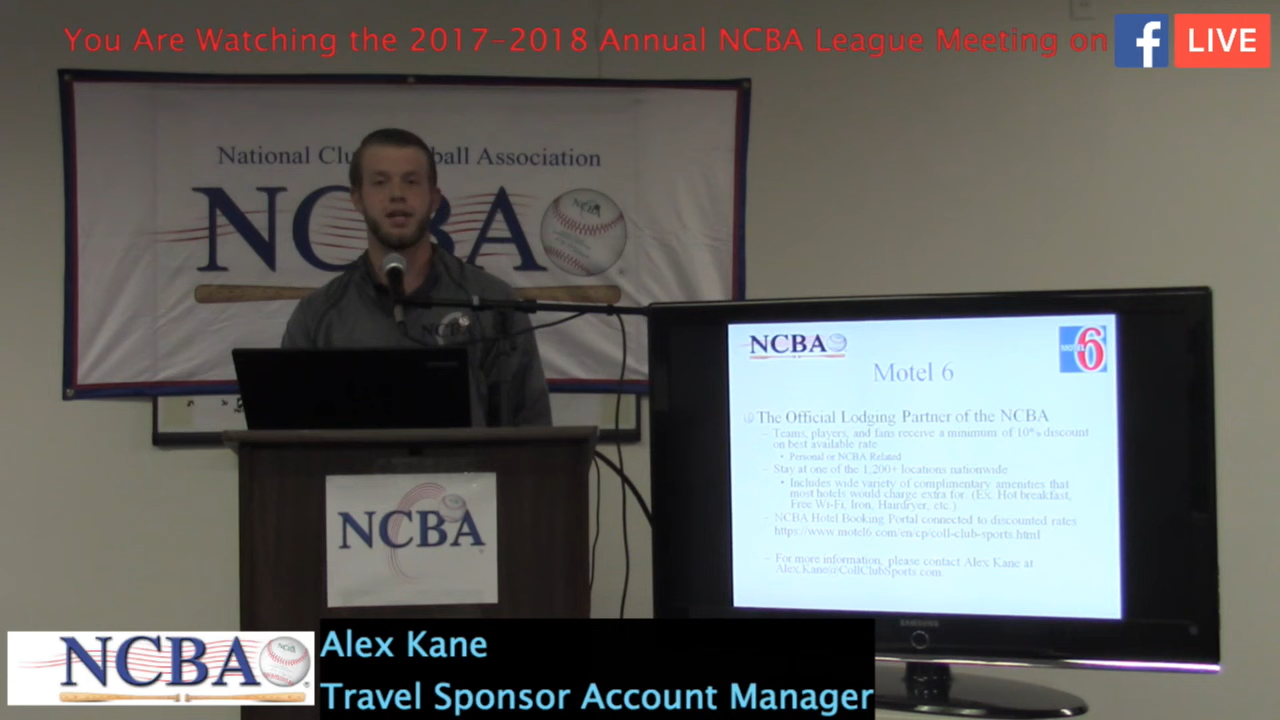 You Are Watching the 2017-2018 Annual NCBA League Meeting on f LIVE
National Clu ball Association
NCBA
NCBA
NCBA
Motel 6
MOTEL 6
The Official Lodging Partner of the NCBA
– Teams, players, and fans receive a minimum of 10% discount
on best available rate
• Personal or NCBA Related
– Stay at one of the 1,200+ locations nationwide
• Includes wide variety of complimentary amenities that
most hotels would charge extra for. (Ex. Hot breakfast,
Free Wi-Fi, Iron, Hairdryer, etc.)
– NCBA Hotel Booking Portal connected to discounted rates
https://www.motel6.com/en/cp/coll-club-sports.html
– For more information, please contact Alex Kane at
Alex.Kane@CollClubSports.com.
SAMSUNG
NCBA
NCBA
Alex Kane
Travel Sponsor Account Manager